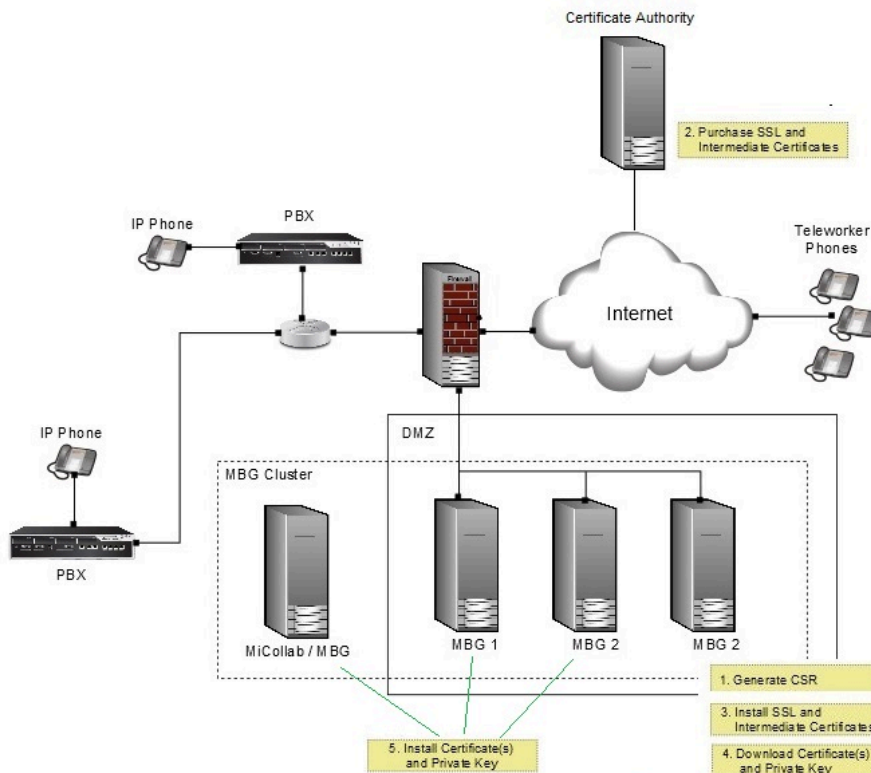 Certificate Authority
2. Purchase SSL and
Intermediate Certificates
IP Phone
PBX
Teleworker
Phones
Firewall
Internet
IP Phone
DMZ
MBG Cluster
PBX
MiCollab / MBG
MBG 1
MBG 2
MBG 2
1. Generate CSR
3. Install SSL and
Intermediate Certificates
5. Install Certificate(s)
and Private Key
4. Download Certificate(s)
and Private Key